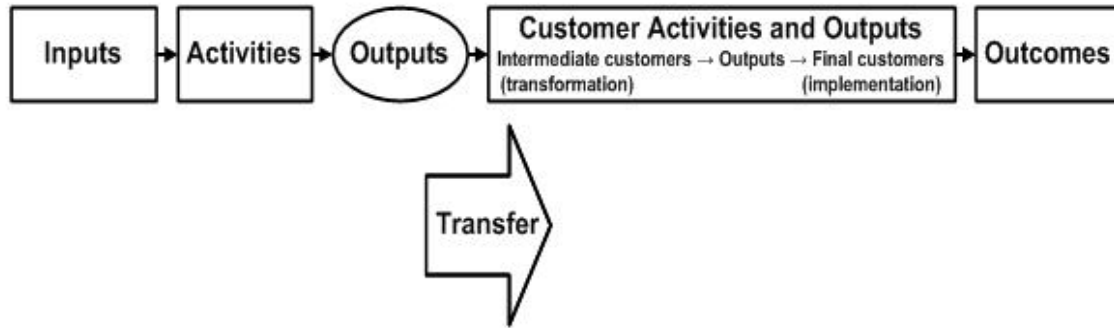 Inputs
Activities
Outputs
Customer Activities and Outputs
Intermediate customers → Outputs → Final customers
(transformation) (implementation)
Outcomes
Transfer